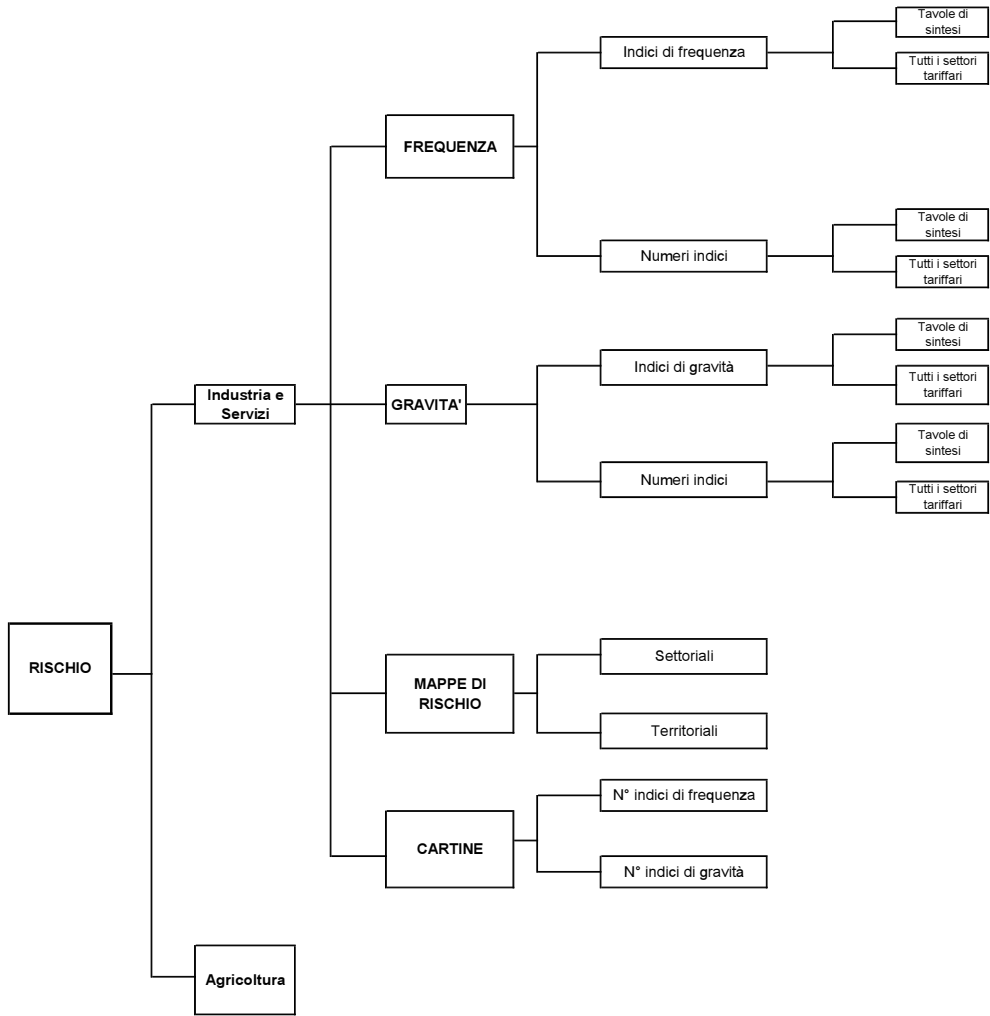 Tavole di
sintesi
Indici di frequenza
Tutti i settori
tariffari
FREQUENZA
Tavole di
sintesi
Numeri indici
Tutti i settori
tariffari
Tavole di
sintesi
Indici di gravità
Tutti i settori
tariffari
Industria e
Servizi
GRAVITA'
Tavole di
sintesi
Numeri indici
Tutti i settori
tariffari
RISCHIO
Settoriali
MAPPE DI
RISCHIO
Territoriali
N° indici di frequenza
CARTINE
N° indici di gravità
Agricoltura